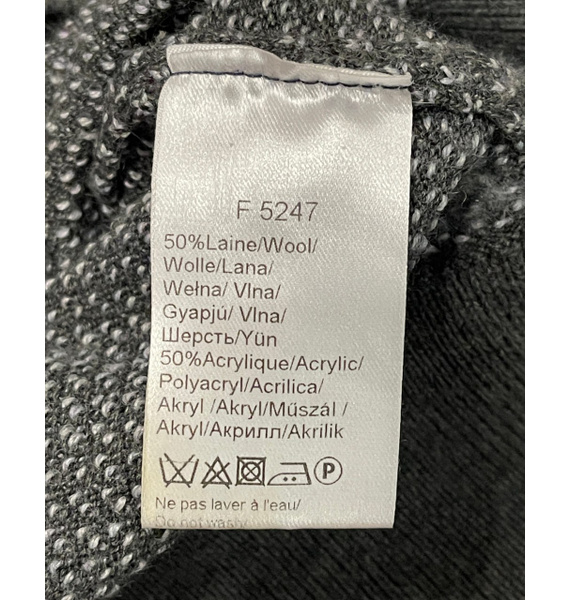 F 5247
50%Laine/Wool/
Wolle/Lana/
Wełna/ Vlna/
Gyapjú/ Vlna/
Шерсть/Yün
50%Acrylique/Acrylic/
Polyacryl/Acrilica/
Akryl /Akryl/Műszál /
Akryl/Акрилл/Akrilik
P
Ne pas laver à l'eau/
Do not wash/